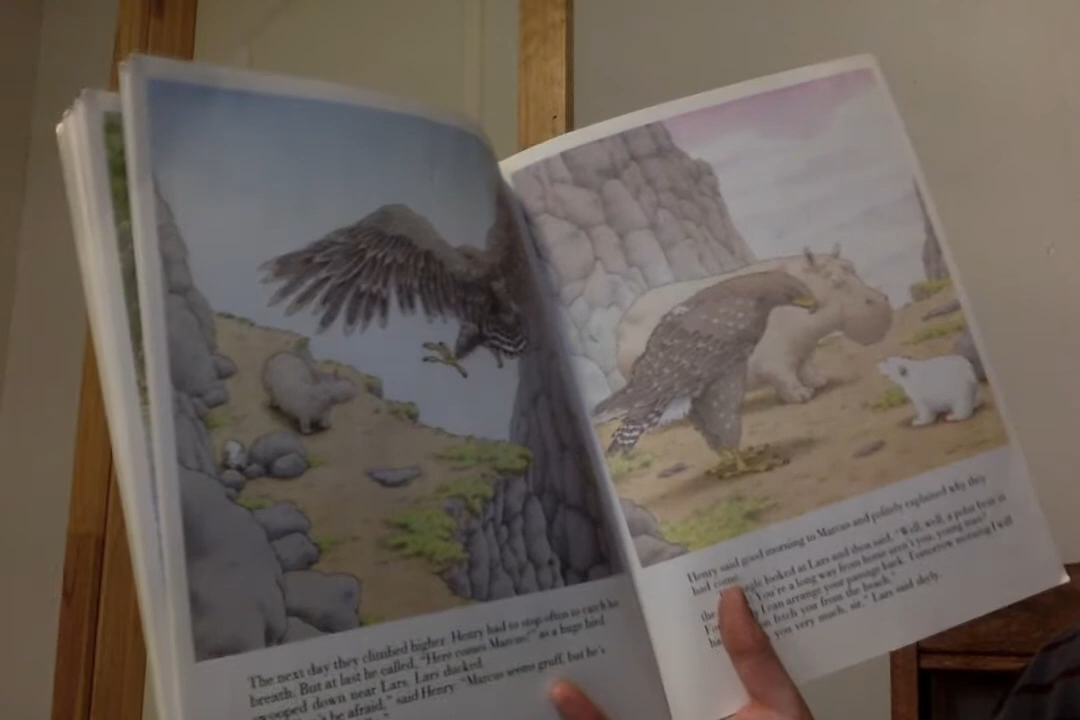 The next day they climbed higher. Henry had to stop often to catch his
breath. But at last he called, "Here comes Marcus!" as a huge bird
swooped down near Lars. Lars ducked.
be afraid," said Henry. "Marcus seems gruff, but he's
Henry said good morning to Marcus and politely explained why they
had come.
eagle looked at Lars and then said, "Well, well, a polar bear in
the You're a long way from home aren't you, young man?
I can arrange your passage back. Tomorrow morning I will
fetch you from the beach."
you very much, sir," Lars said shyly.